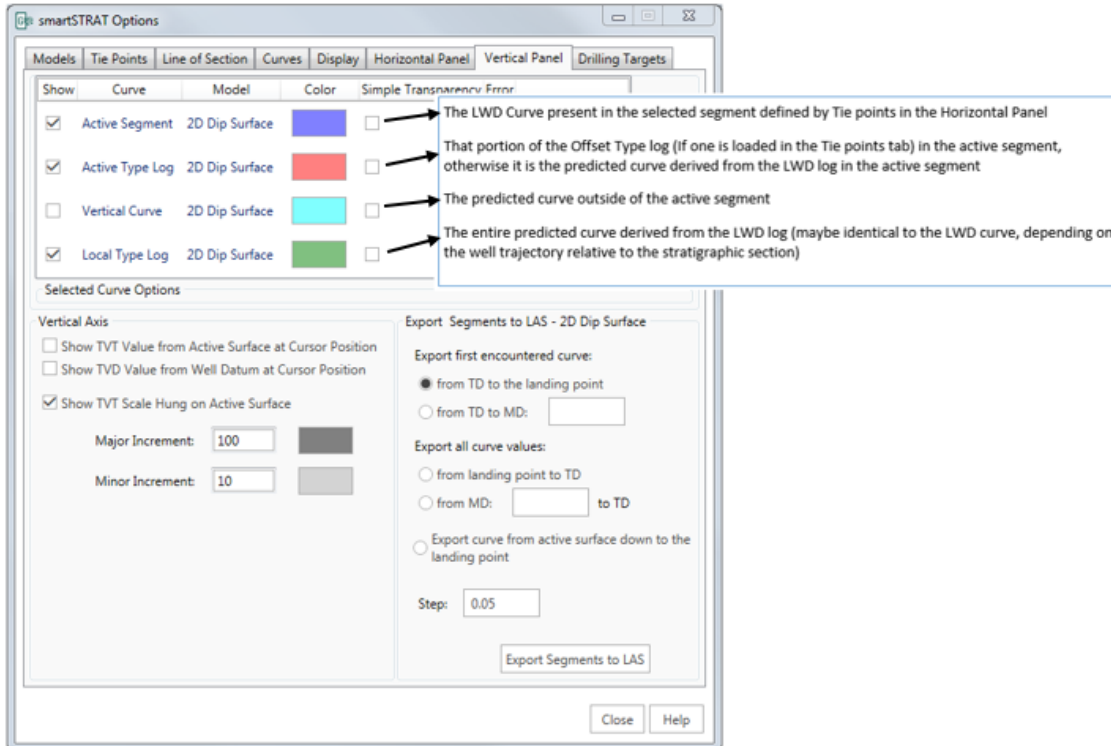 smartSTRAT Options
Models Tie Points Line of Section Curves Display Horizontal Panel Vertical Panel Drilling Targets
Show Curve Model Color Simple Transparency Error
Active Segment 2D Dip Surface
The LWD Curve present in the selected segment defined by Tie points in the Horizontal Panel
Active Type Log 2D Dip Surface
That portion of the Offset Type log (If one is loaded in the Tie points tab) in the active segment,
otherwise it is the predicted curve derived from the LWD log in the active segment
Vertical Curve 2D Dip Surface
The predicted curve outside of the active segment
Local Type Log 2D Dip Surface
The entire predicted curve derived from the LWD log (maybe identical to the LWD curve, depending on
the well trajectory relative to the stratigraphic section)
Selected Curve Options
Vertical Axis
Show TVT Value from Active Surface at Cursor Position
Show TVD Value from Well Datum at Cursor Position
Show TVT Scale Hung on Active Surface
Major Increment: 100
Minor Increment: 10
Export Segments to LAS - 2D Dip Surface
Export first encountered curve:
from TD to the landing point
from TD to MD:
Export all curve values:
from landing point to TD
from MD: to TD
Export curve from active surface down to the
landing point
Step: 0.05
Export Segments to LAS
Close Help